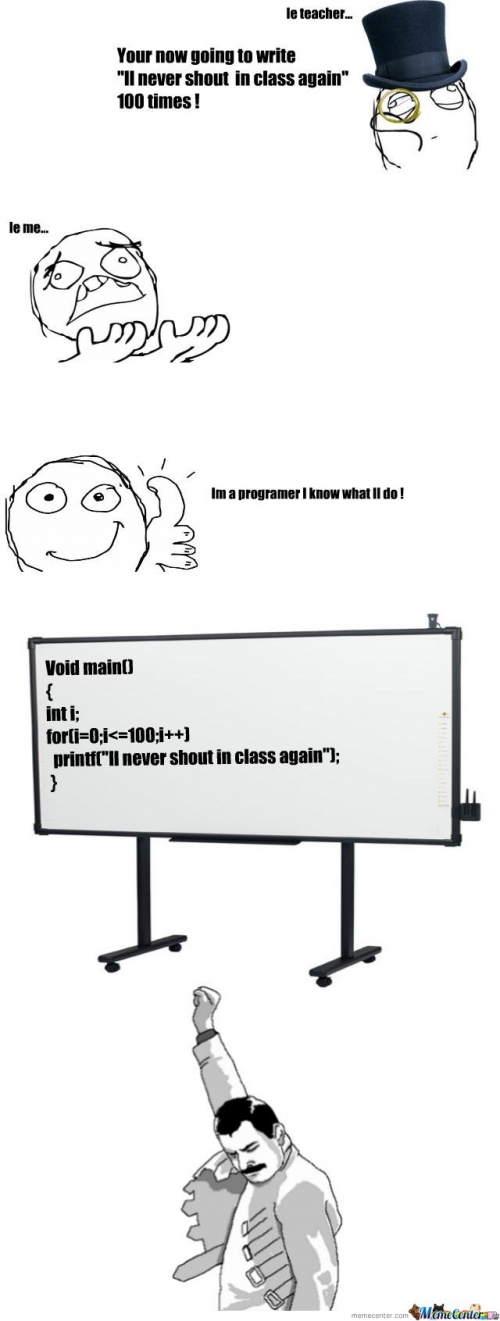 le teacher...
Your now going to write
"Il never shout in class again"
100 times !
le me...
Im a programer I know what Il do !
Void main()
{
int i;
for(i=0;i<=100;i++)
printf("Il never shout in class again");
}
memecenter.com MemeCenter